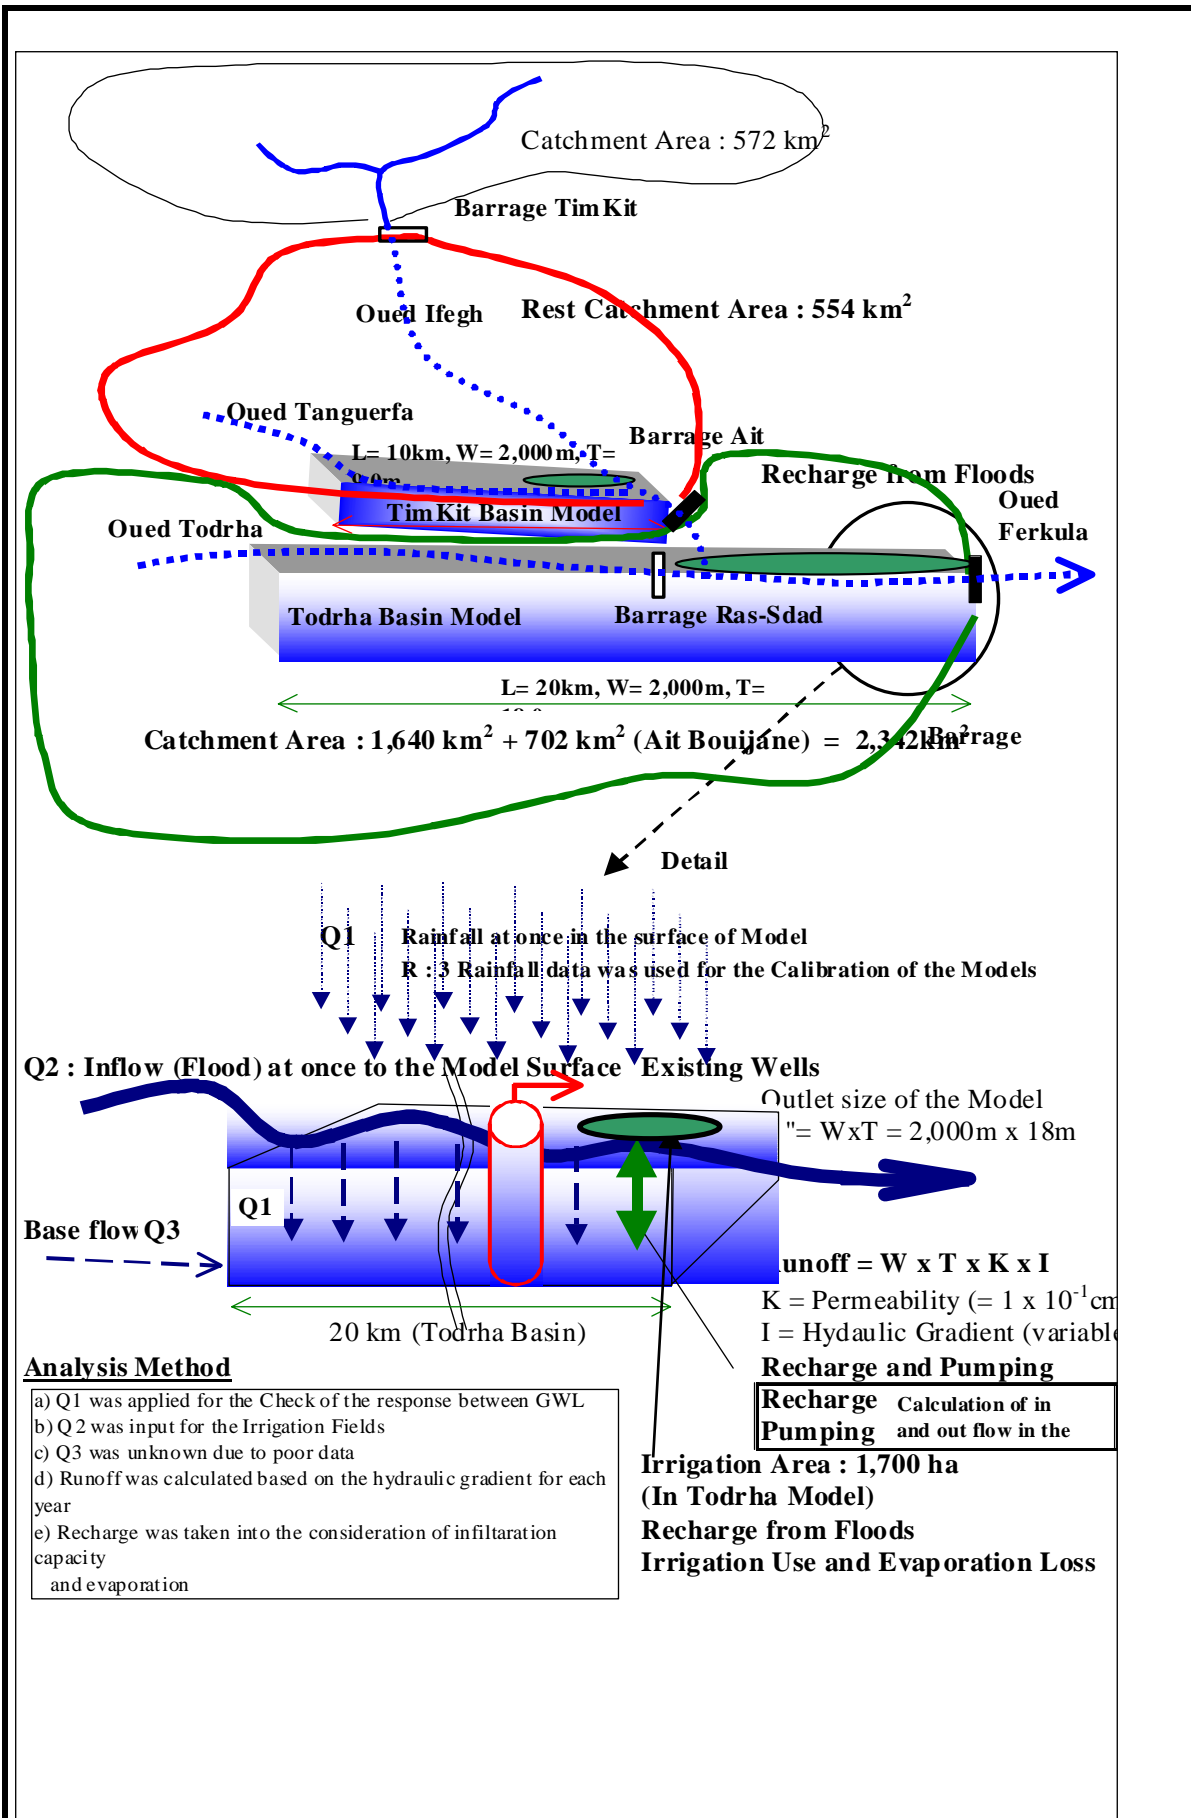 Catchment Area : 572 km²
Barrage TimKit
Oued Ifegh
Rest Catchment Area : 554 km²
Oued Tanguerfa
Barrage Ait
L= 10km, W= 2,000m, T=
Recharge from Floods
Oued
Ferkula
TimKit Basin Model
Oued Todrha
Todrha Basin Model
Barrage Ras-Sdad
L= 20km, W= 2,000m, T=
Catchment Area : 1,640 km² + 702 km² (Ait Bouijane) = 2,342km²
Barrage
Detail
Q1
Rainfall at once in the surface of Model
R : 3 Rainfall data was used for the Calibration of the Models
Q2 : Inflow (Flood) at once to the Model Surface
Existing Wells
Outlet size of the Model
"= WxT = 2,000m x 18m
Q1
Base flow Q3
unoff = W x T x K x I
K = Permeability (= 1 x 10⁻¹cm
I = Hydaulic Gradient (variable
20 km (Todrha Basin)
Recharge and Pumping
Recharge
Pumping
Calculation of in
and out flow in the
Analysis Method
a) Q1 was applied for the Check of the response between GWL
b) Q2 was input for the Irrigation Fields
c) Q3 was unknown due to poor data
d) Runoff was calculated based on the hydraulic gradient for each
year
e) Recharge was taken into the consideration of infiltaration
capacity
and evaporation
Irrigation Area : 1,700 ha
(In Todrha Model)
Recharge from Floods
Irrigation Use and Evaporation Loss